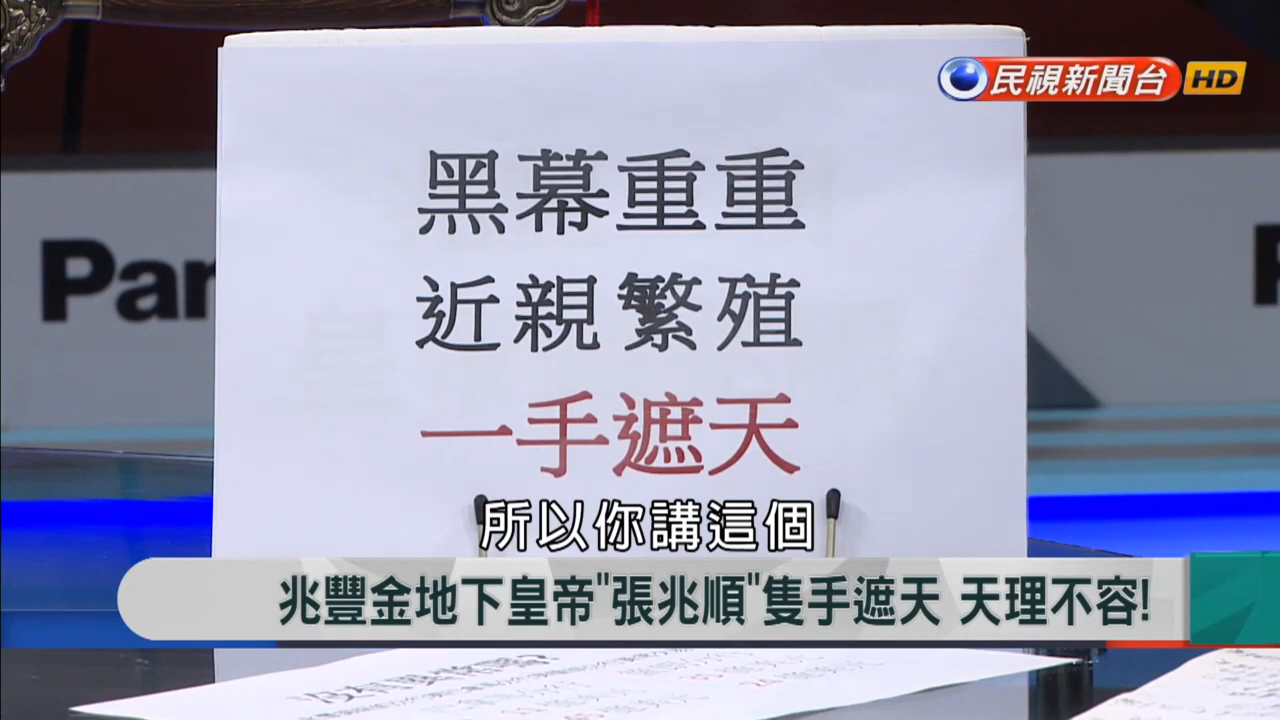 民視新聞台 HD
黑幕重重
Pan
近親繁殖
一手遮天
所以你講這個
兆豐金地下皇帝"張兆順"隻手遮天 天理不容!